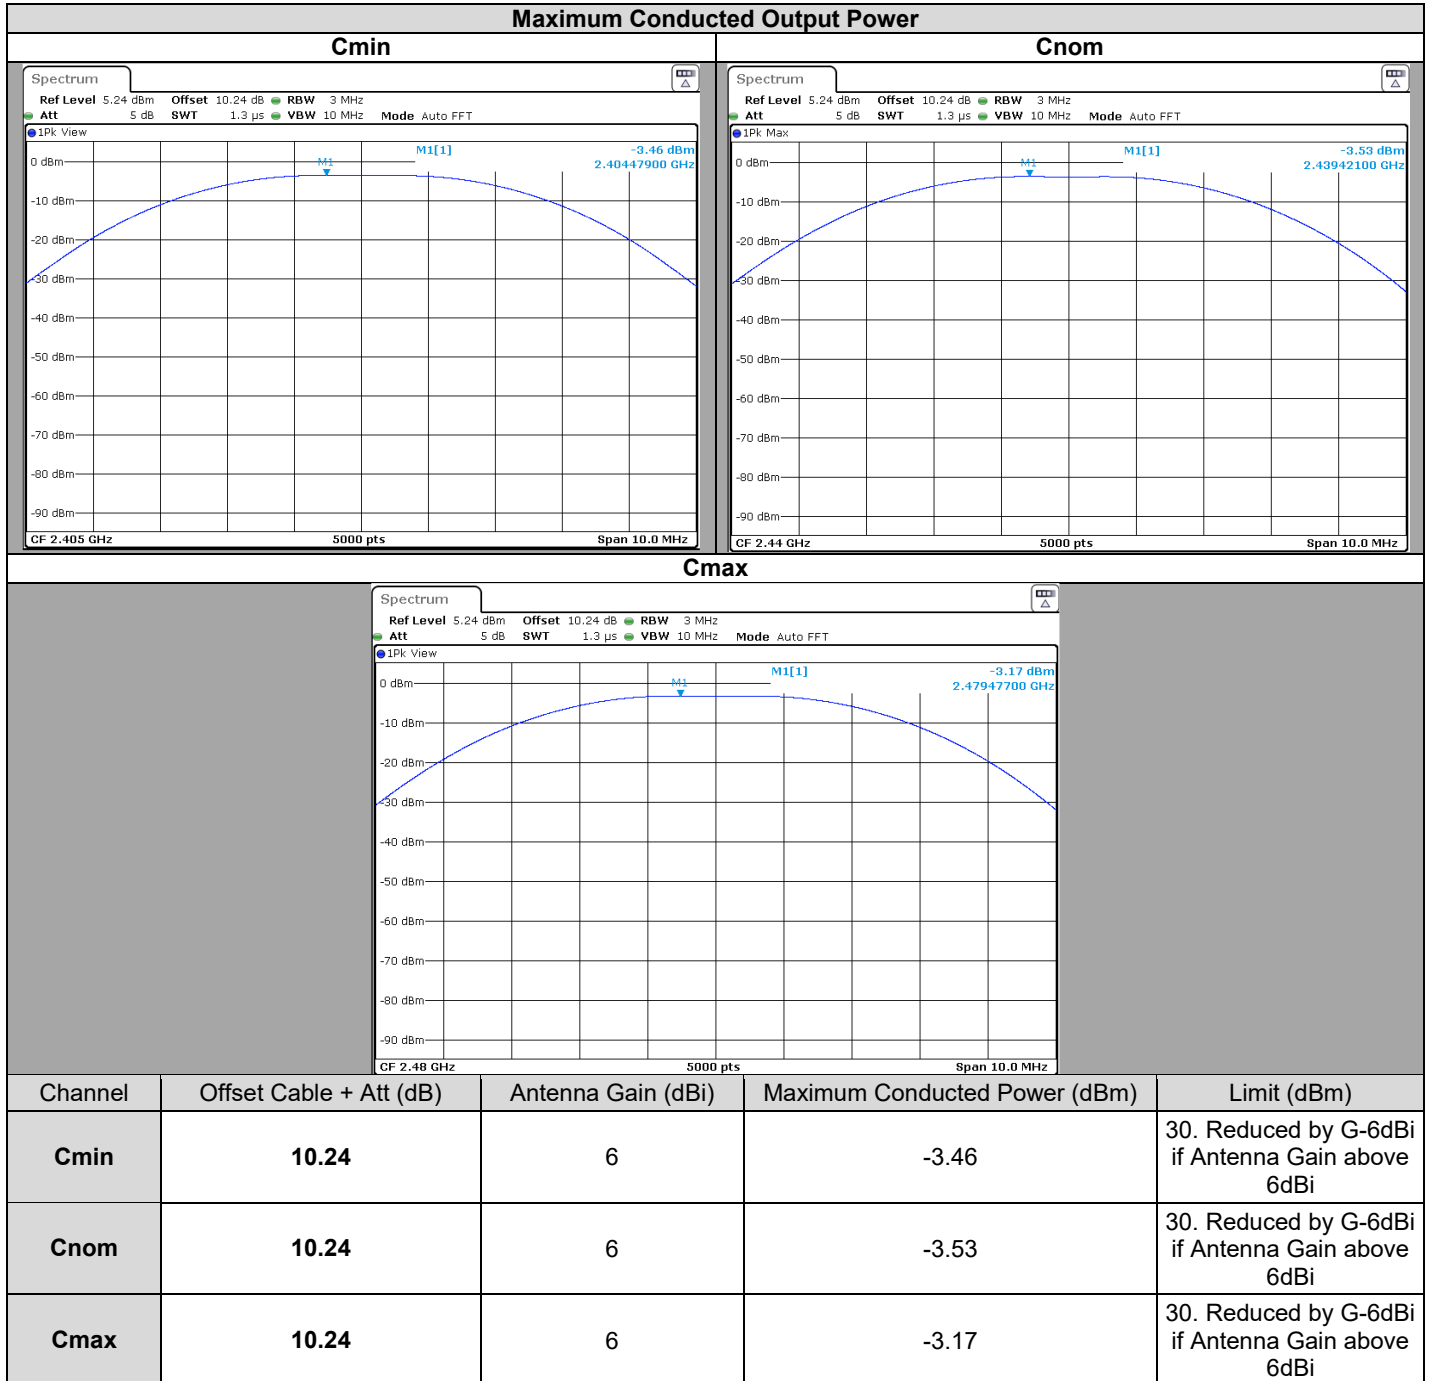 Maximum Conducted Output Power
Cmin
Cnom
Spectrum
Ref Level 5.24 dBm Offset 10.24 dB RBW 3 MHz
Att 5 dB SWT 1.3 µs VBW 10 MHz Mode Auto FFT
1Pk View
M1[1] -3.46 dBm
2.40447900 GHz
M1
0 dBm
-10 dBm
-20 dBm
-30 dBm
-40 dBm
-50 dBm
-60 dBm
-70 dBm
-80 dBm
-90 dBm
CF 2.405 GHz 5000 pts Span 10.0 MHz
Spectrum
Ref Level 5.24 dBm Offset 10.24 dB RBW 3 MHz
Att 5 dB SWT 1.3 µs VBW 10 MHz Mode Auto FFT
1Pk Max
M1[1] -3.53 dBm
2.43942100 GHz
M1
0 dBm
-10 dBm
-20 dBm
-30 dBm
-40 dBm
-50 dBm
-60 dBm
-70 dBm
-80 dBm
-90 dBm
CF 2.44 GHz 5000 pts Span 10.0 MHz
Cmax
Spectrum
Ref Level 5.24 dBm Offset 10.24 dB RBW 3 MHz
Att 5 dB SWT 1.3 µs VBW 10 MHz Mode Auto FFT
1Pk View
M1[1] -3.17 dBm
2.47947700 GHz
M1
0 dBm
-10 dBm
-20 dBm
-30 dBm
-40 dBm
-50 dBm
-60 dBm
-70 dBm
-80 dBm
-90 dBm
CF 2.48 GHz 5000 pts Span 10.0 MHz
Channel Offset Cable + Att (dB) Antenna Gain (dBi) Maximum Conducted Power (dBm) Limit (dBm)
Cmin 10.24 6 -3.46 30. Reduced by G-6dBi
if Antenna Gain above
6dBi
Cnom 10.24 6 -3.53 30. Reduced by G-6dBi
if Antenna Gain above
6dBi
Cmax 10.24 6 -3.17 30. Reduced by G-6dBi
if Antenna Gain above
6dBi